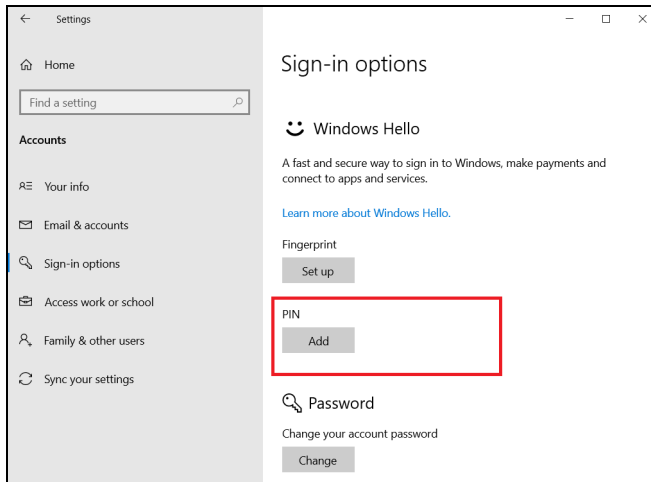 Settings
Home
Find a setting
Accounts
Your info
Email & accounts
Sign-in options
Access work or school
Family & other users
Sync your settings
Sign-in options
Windows Hello
A fast and secure way to sign in to Windows, make payments and
connect to apps and services.
Learn more about Windows Hello.
Fingerprint
Set up
PIN
Add
Password
Change your account password
Change